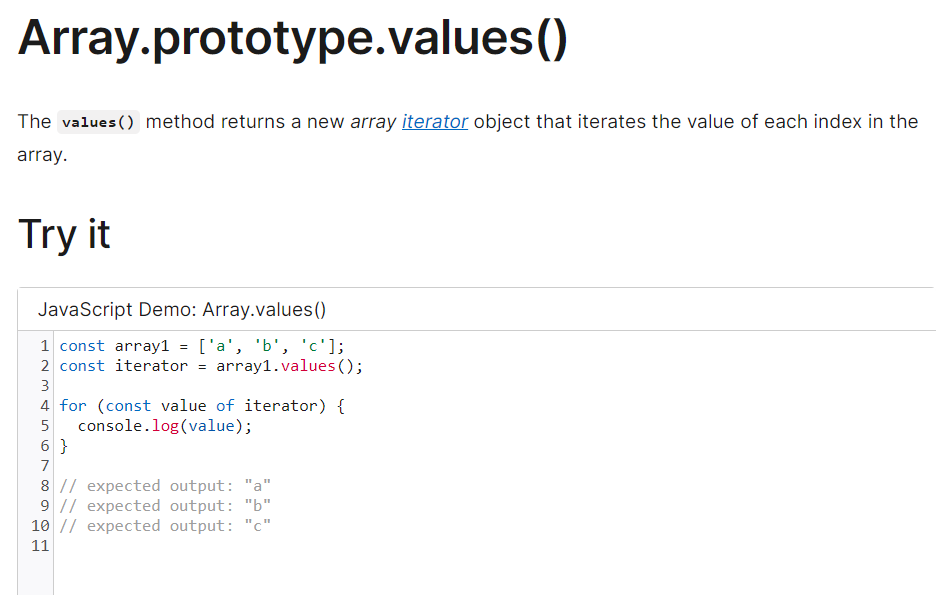 Array.prototype.values()
The values() method returns a new array iterator object that iterates the value of each index in the
array.
Try it
JavaScript Demo: Array.values()
1 const array1 = ['a', 'b', 'c'];
2 const iterator = array1.values();
3
4 for (const value of iterator) {
5   console.log(value);
6 }
7
8 // expected output: "a"
9 // expected output: "b"
10 // expected output: "c"
11